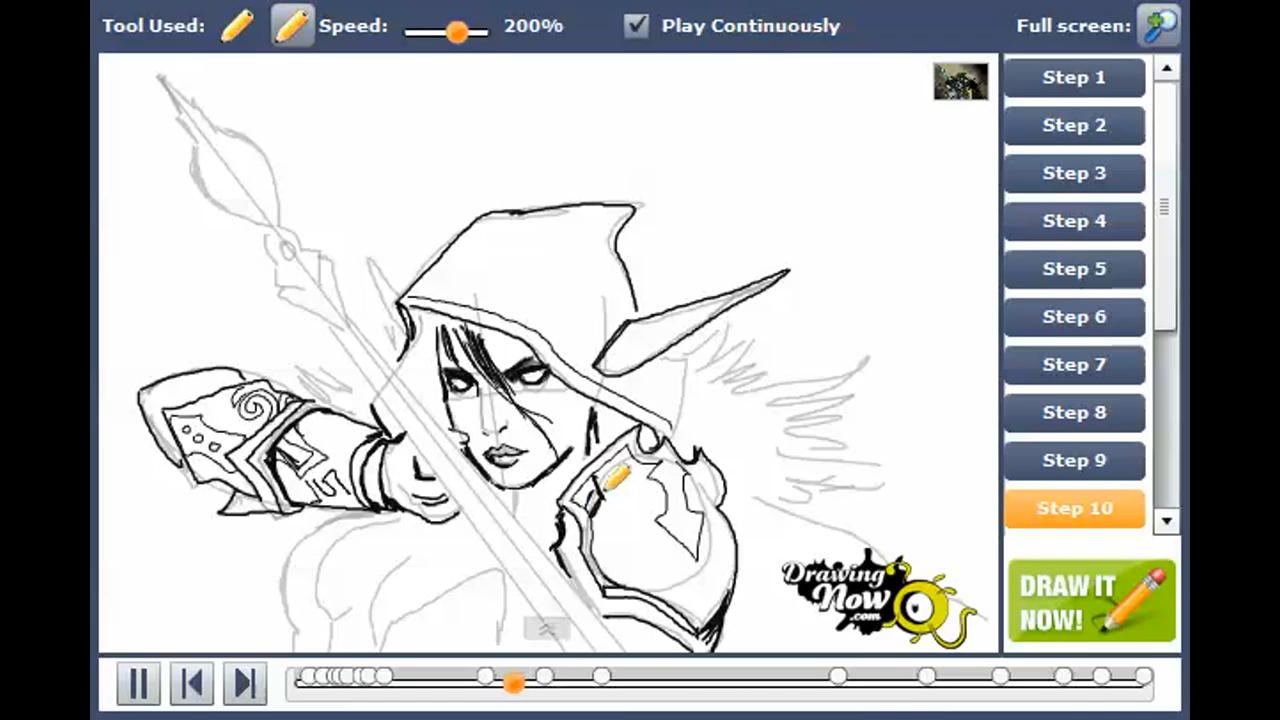 Tool Used: Speed: 200% Play Continuously Full screen:
Step 1
Step 2
Step 3
Step 4
Step 5
Step 6
Step 7
Step 8
Step 9
Step 10
Drawing
Now
.com
DRAW IT
NOW!